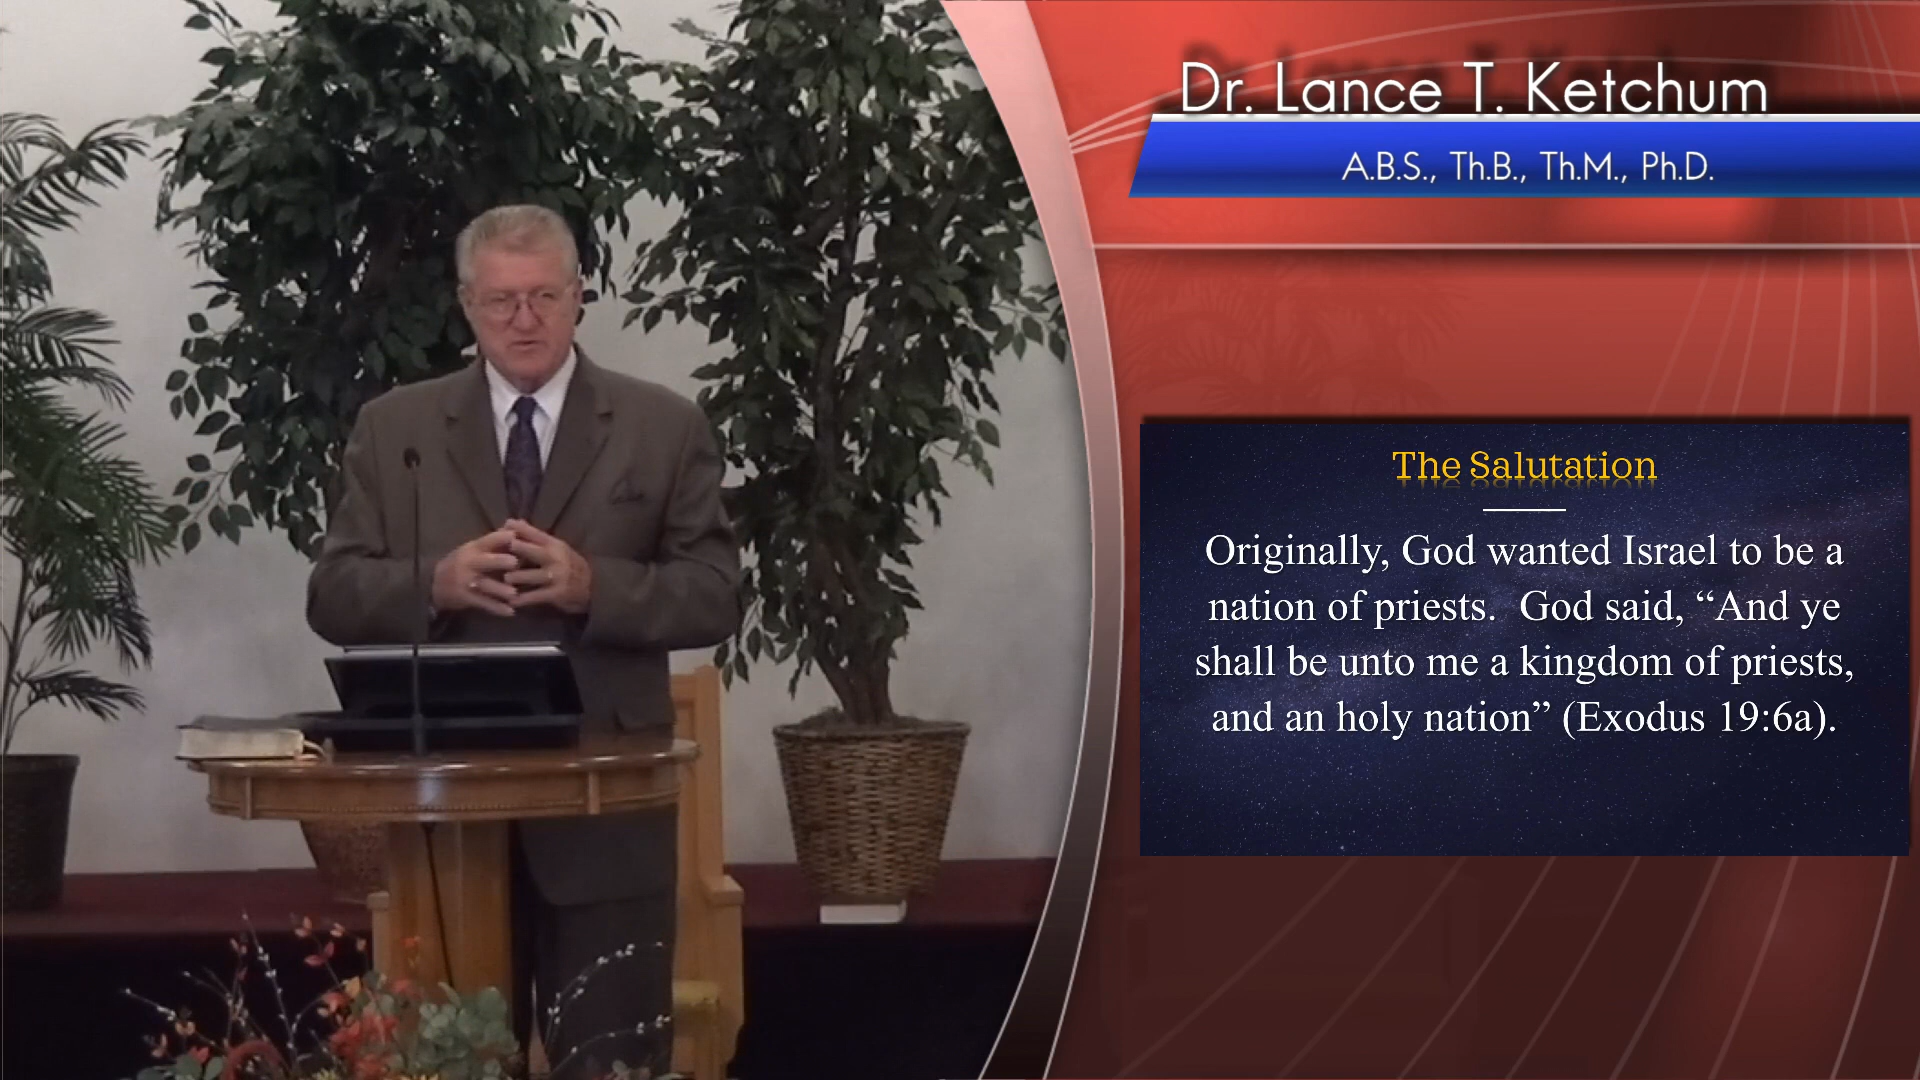 Dr. Lance T. Ketchum
A.B.S., Th.B., Th.M., Ph.D.
The Salutation
Originally, God wanted Israel to be a
nation of priests.  God said, “And ye
shall be unto me a kingdom of priests,
and an holy nation” (Exodus 19:6a).